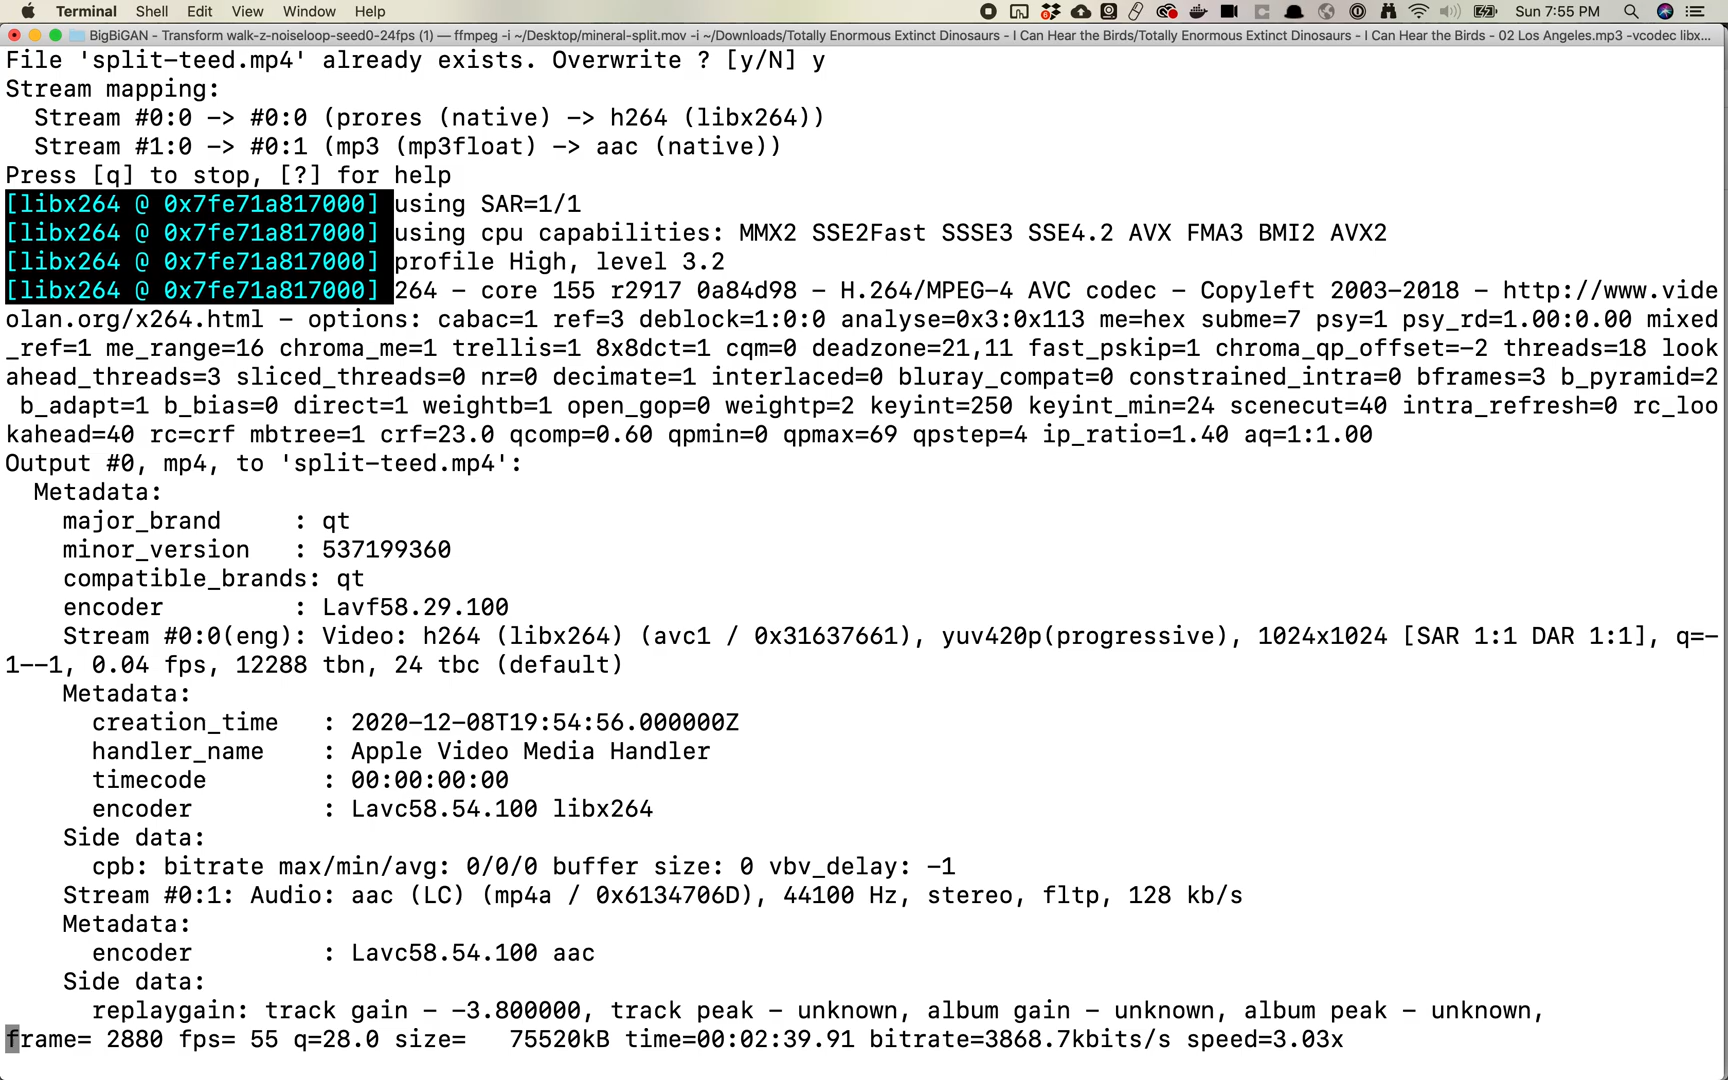 Terminal Shell Edit View Window Help Sun 7:55 PM
BigBiGAN - Transform walk-z-noiseloop-seed0-24fps (1) — ffmpeg -i ~/Desktop/mineral-split.mov -i ~/Downloads/Totally Enormous Extinct Dinosaurs - I Can Hear the Birds/Totally Enormous Extinct Dinosaurs - I Can Hear the Birds - 02 Los Angeles.mp3 -vcodec libx...
File 'split-teed.mp4' already exists. Overwrite ? [y/N] y
Stream mapping:
  Stream #0:0 -> #0:0 (prores (native) -> h264 (libx264))
  Stream #1:0 -> #0:1 (mp3 (mp3float) -> aac (native))
Press [q] to stop, [?] for help
[libx264 @ 0x7fe71a817000] using SAR=1/1
[libx264 @ 0x7fe71a817000] using cpu capabilities: MMX2 SSE2Fast SSSE3 SSE4.2 AVX FMA3 BMI2 AVX2
[libx264 @ 0x7fe71a817000] profile High, level 3.2
[libx264 @ 0x7fe71a817000] 264 - core 155 r2917 0a84d98 - H.264/MPEG-4 AVC codec - Copyleft 2003-2018 - http://www.vide
olan.org/x264.html - options: cabac=1 ref=3 deblock=1:0:0 analyse=0x3:0x113 me=hex subme=7 psy=1 psy_rd=1.00:0.00 mixed
_ref=1 me_range=16 chroma_me=1 trellis=1 8x8dct=1 cqm=0 deadzone=21,11 fast_pskip=1 chroma_qp_offset=-2 threads=18 look
ahead_threads=3 sliced_threads=0 nr=0 decimate=1 interlaced=0 bluray_compat=0 constrained_intra=0 bframes=3 b_pyramid=2
 b_adapt=1 b_bias=0 direct=1 weightb=1 open_gop=0 weightp=2 keyint=250 keyint_min=24 scenecut=40 intra_refresh=0 rc_loo
kahead=40 rc=crf mbtree=1 crf=23.0 qcomp=0.60 qpmin=0 qpmax=69 qpstep=4 ip_ratio=1.40 aq=1:1.00
Output #0, mp4, to 'split-teed.mp4':
  Metadata:
    major_brand     : qt
    minor_version   : 537199360
    compatible_brands: qt
    encoder         : Lavf58.29.100
    Stream #0:0(eng): Video: h264 (libx264) (avc1 / 0x31637661), yuv420p(progressive), 1024x1024 [SAR 1:1 DAR 1:1], q=-
1--1, 0.04 fps, 12288 tbn, 24 tbc (default)
    Metadata:
      creation_time   : 2020-12-08T19:54:56.000000Z
      handler_name    : Apple Video Media Handler
      timecode        : 00:00:00:00
      encoder         : Lavc58.54.100 libx264
    Side data:
      cpb: bitrate max/min/avg: 0/0/0 buffer size: 0 vbv_delay: -1
    Stream #0:1: Audio: aac (LC) (mp4a / 0x6134706D), 44100 Hz, stereo, fltp, 128 kb/s
    Metadata:
      encoder         : Lavc58.54.100 aac
    Side data:
      replaygain: track gain - -3.800000, track peak - unknown, album gain - unknown, album peak - unknown,
frame= 2880 fps= 55 q=28.0 size=   75520kB time=00:02:39.91 bitrate=3868.7kbits/s speed=3.03x